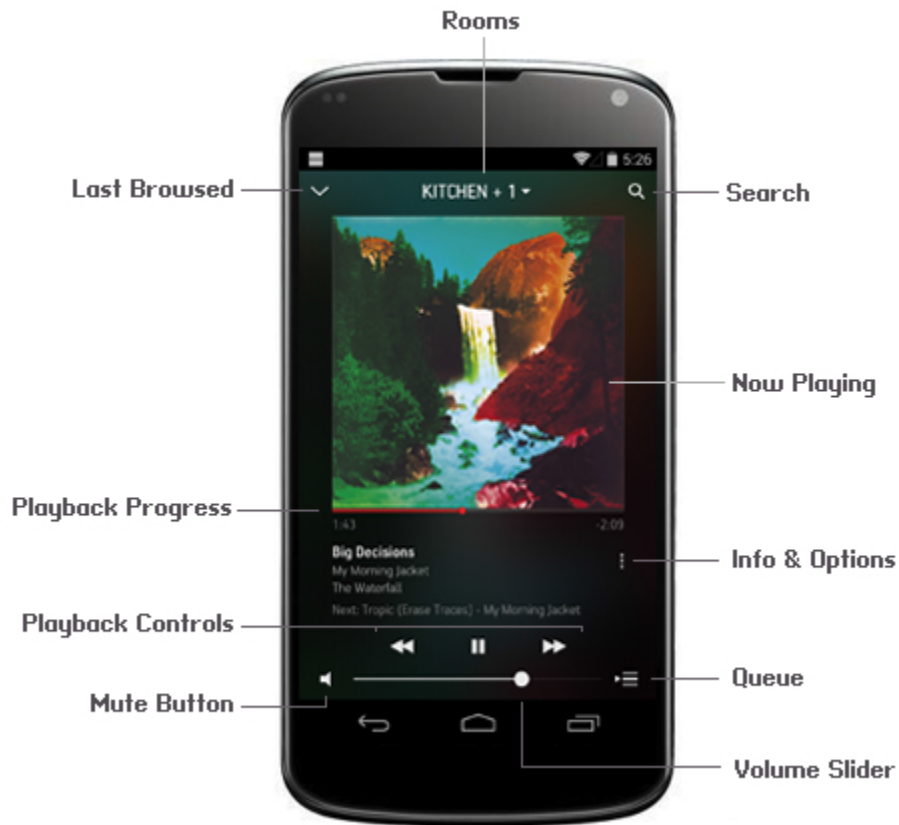 Rooms
5:26
Last Browsed
KITCHEN + 1
Search
Now Playing
Playback Progress
1:43
-2:09
Big Decisions
My Morning Jacket
The Waterfall
Info & Options
Next: Tropic (Erase Traces) - My Morning Jacket
Playback Controls
Mute Button
Queue
Volume Slider